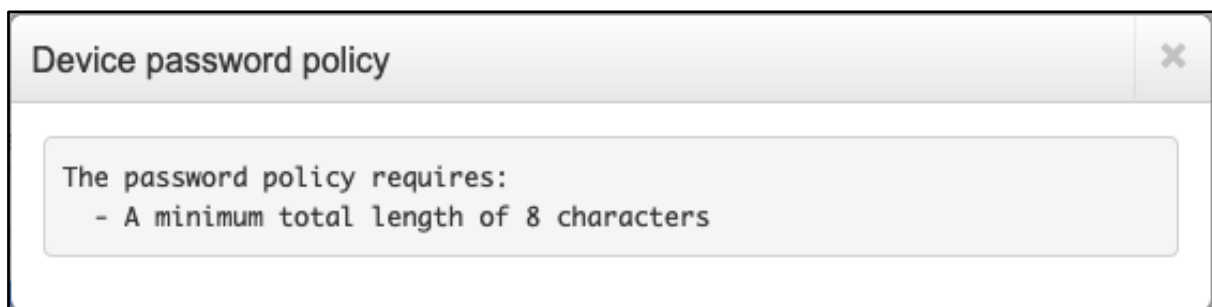 Device password policy
The password policy requires:
- A minimum total length of 8 characters